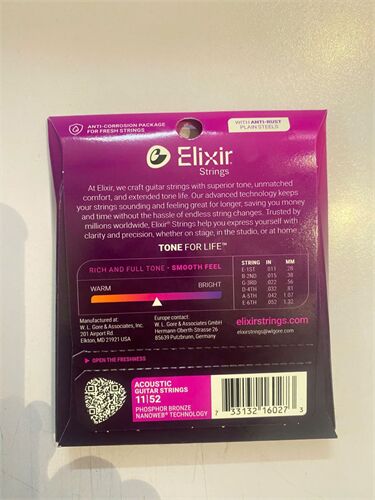 ANTI-CORROSION PACKAGE
FOR FRESH STRINGS
WITH ANTI-RUST
PLAIN STEELS
Elixir
Strings
At Elixir, we craft guitar strings with superior tone, unmatched
comfort, and extended tone life. Our advanced technology keeps
your strings sounding and feeling great for longer, saving you money
and time without the hassle of endless string changes. Trusted by
millions worldwide, Elixir® Strings help you express yourself with
clarity and precision, whether on stage, in the studio, or at home.
TONE FOR LIFE™
RICH AND FULL TONE - SMOOTH FEEL
WARM BRIGHT
STRING IN MM
E-1ST .011 .28
B-2ND .015 .38
G-3RD .022 .56
D-4TH .032 .81
A-5TH .042 1.07
E-6TH .052 1.32
Manufactured at:
W. L. Gore & Associates, Inc.
201 Airport Rd.
Elkton, MD 21921 USA
Europe contact:
W. L. Gore & Associates GmbH
Hermann-Oberth-Strasse 26
85639 Putzbrunn, Germany
elixirstrings.com
elixirstrings@wlgore.com
OPEN THE FRESHNESS
ACOUSTIC
GUITAR STRINGS
11|52
PHOSPHOR BRONZE
NANOWEB® TECHNOLOGY
7 33132 16027 3